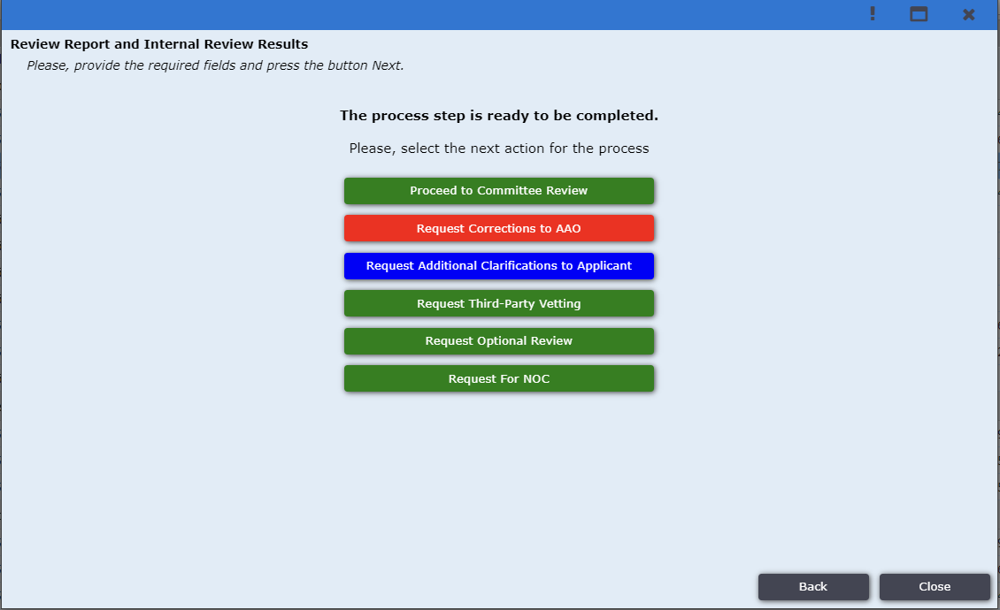 Review Report and Internal Review Results
Please, provide the required fields and press the button Next.
The process step is ready to be completed.
Please, select the next action for the process
Proceed to Committee Review
Request Corrections to AAO
Request Additional Clarifications to Applicant
Request Third-Party Vetting
Request Optional Review
Request For NOC
Back
Close